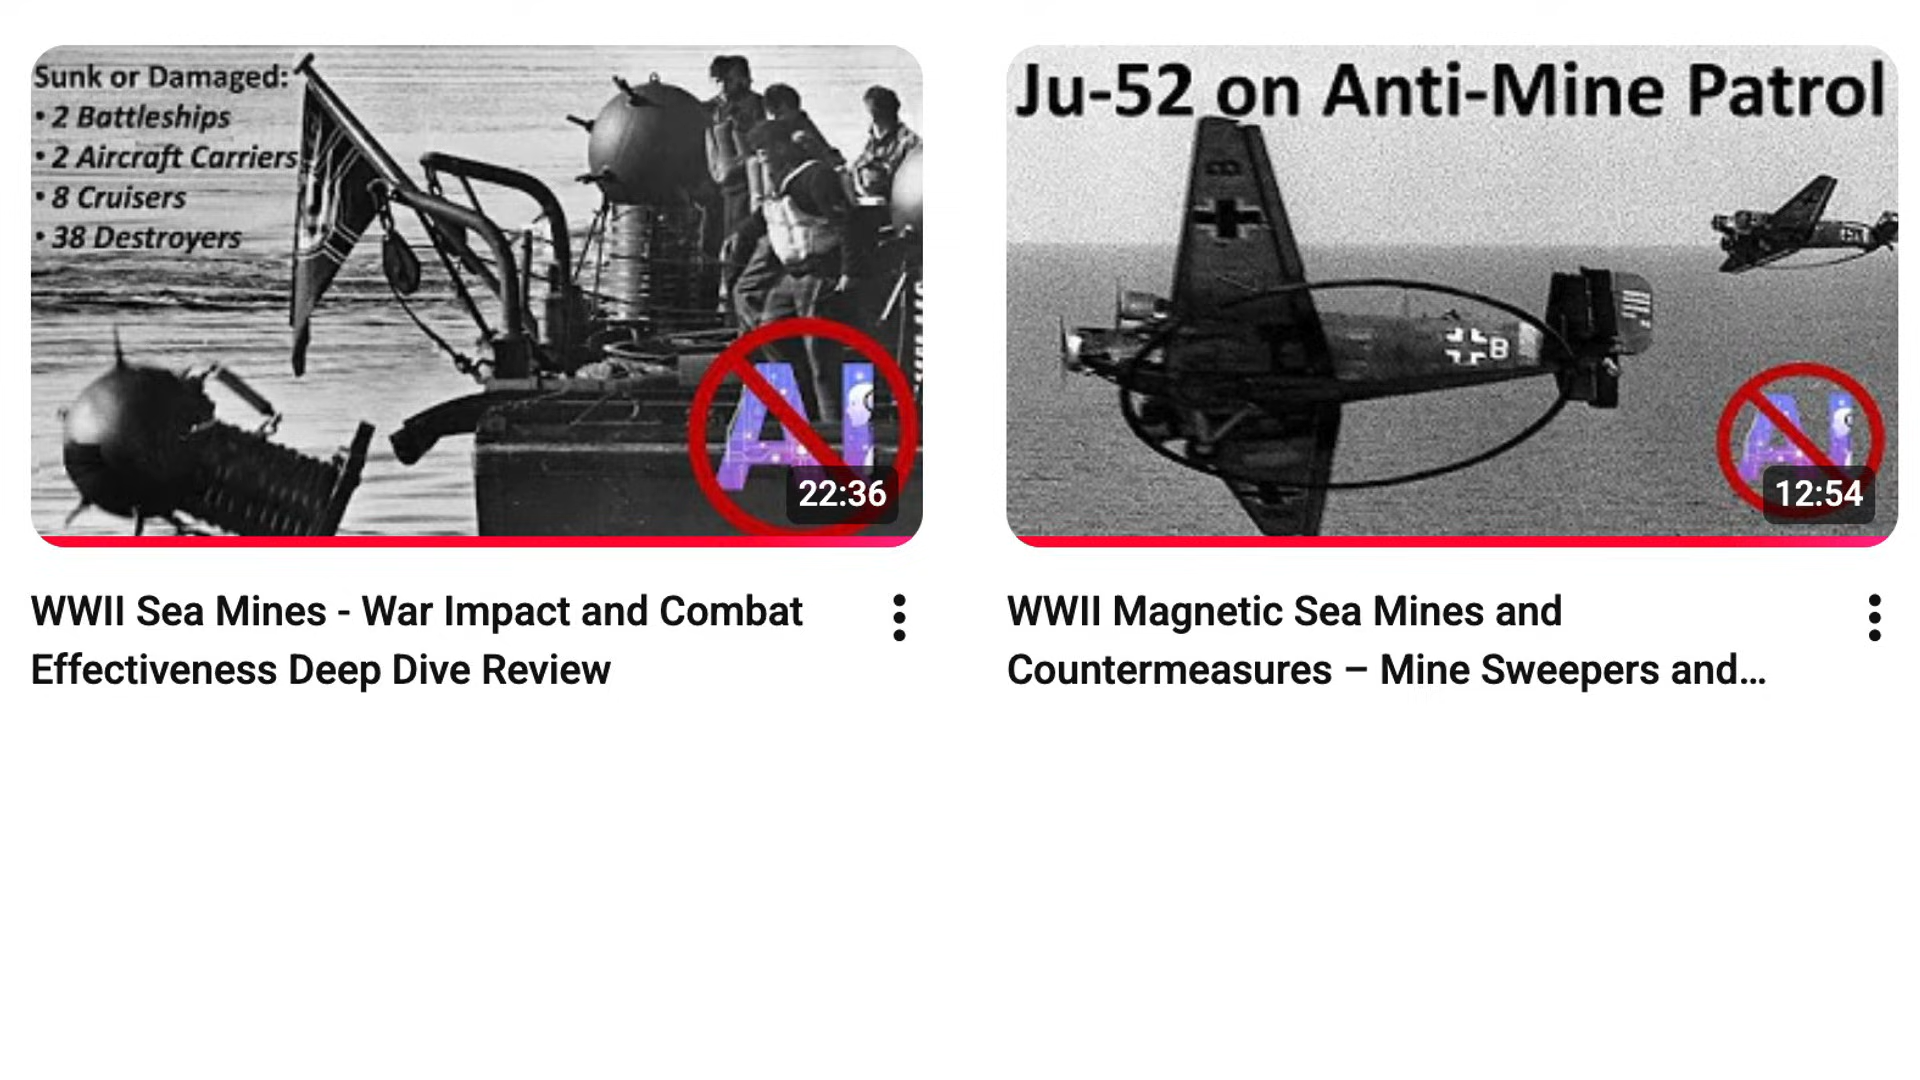 Sunk or Damaged:
• 2 Battleships
• 2 Aircraft Carriers
• 8 Cruisers
• 38 Destroyers
AI
22:36
WWII Sea Mines - War Impact and Combat
Effectiveness Deep Dive Review
Ju-52 on Anti-Mine Patrol
8
B
AI
12:54
WWII Magnetic Sea Mines and
Countermeasures – Mine Sweepers and...